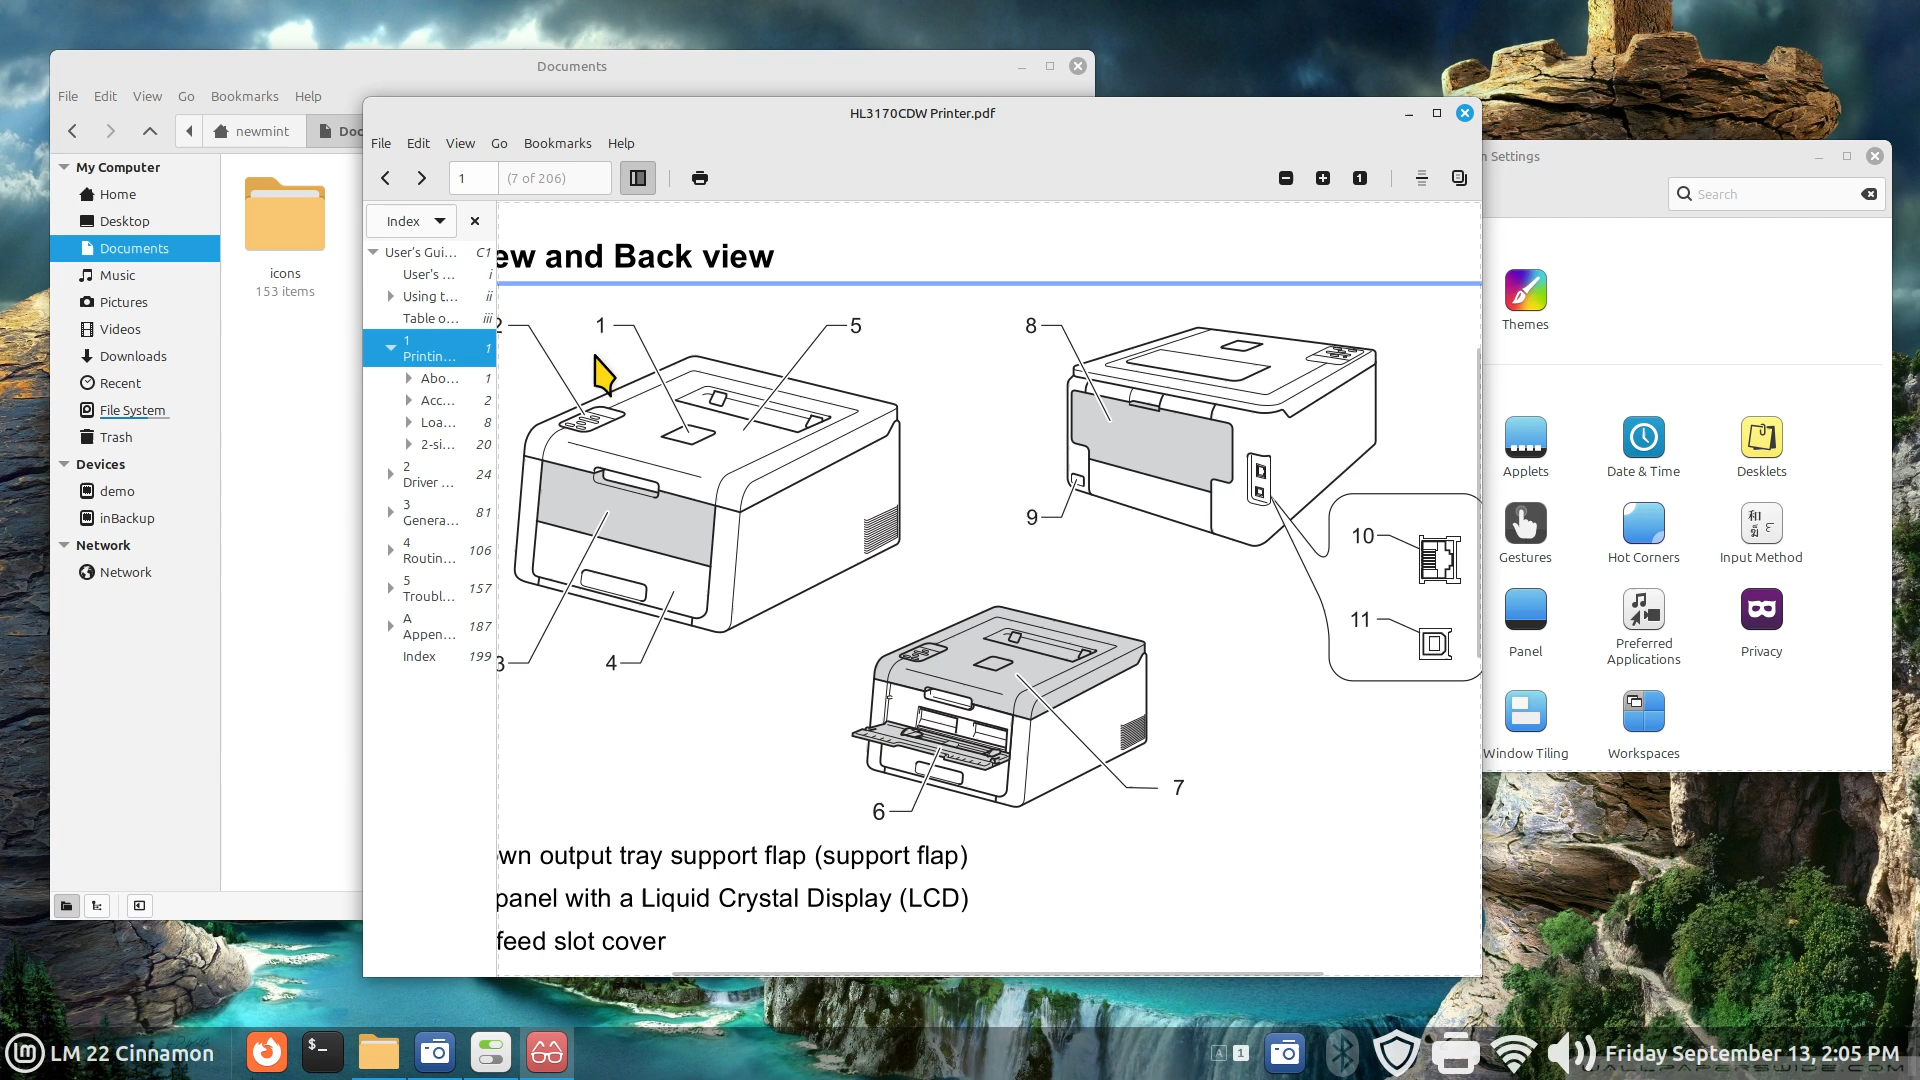 Documents
File Edit View Go Bookmarks Help
newmint
Doc
My Computer
Home
Desktop
Documents
Music
Pictures
Videos
Downloads
Recent
File System
Trash
Devices
demo
inBackup
Network
Network
icons
153 items
HL3170CDW Printer.pdf
File Edit View Go Bookmarks Help
1 (7 of 206)
1
Index
User's Gui... C1
User's ... i
Using t... ii
Table o... iii
1
Printin... 1
Abo... 1
Acc... 2
Loa... 8
2-si... 20
2
Driver ... 24
3
Genera... 81
4
Routin... 106
5
Troubl... 157
A
Appen... 187
Index 199
ew and Back view
2 1 5 8
9
10
11
3 4
7
6
wn output tray support flap (support flap)
panel with a Liquid Crystal Display (LCD)
feed slot cover
n Settings
Search
Themes
Applets Date & Time Desklets
Gestures Hot Corners Input Method
Panel Preferred Applications Privacy
Window Tiling Workspaces
LM 22 Cinnamon
$_
A 1
Friday September 13, 2:05 PM
WALLPAPERSWIDE.COM